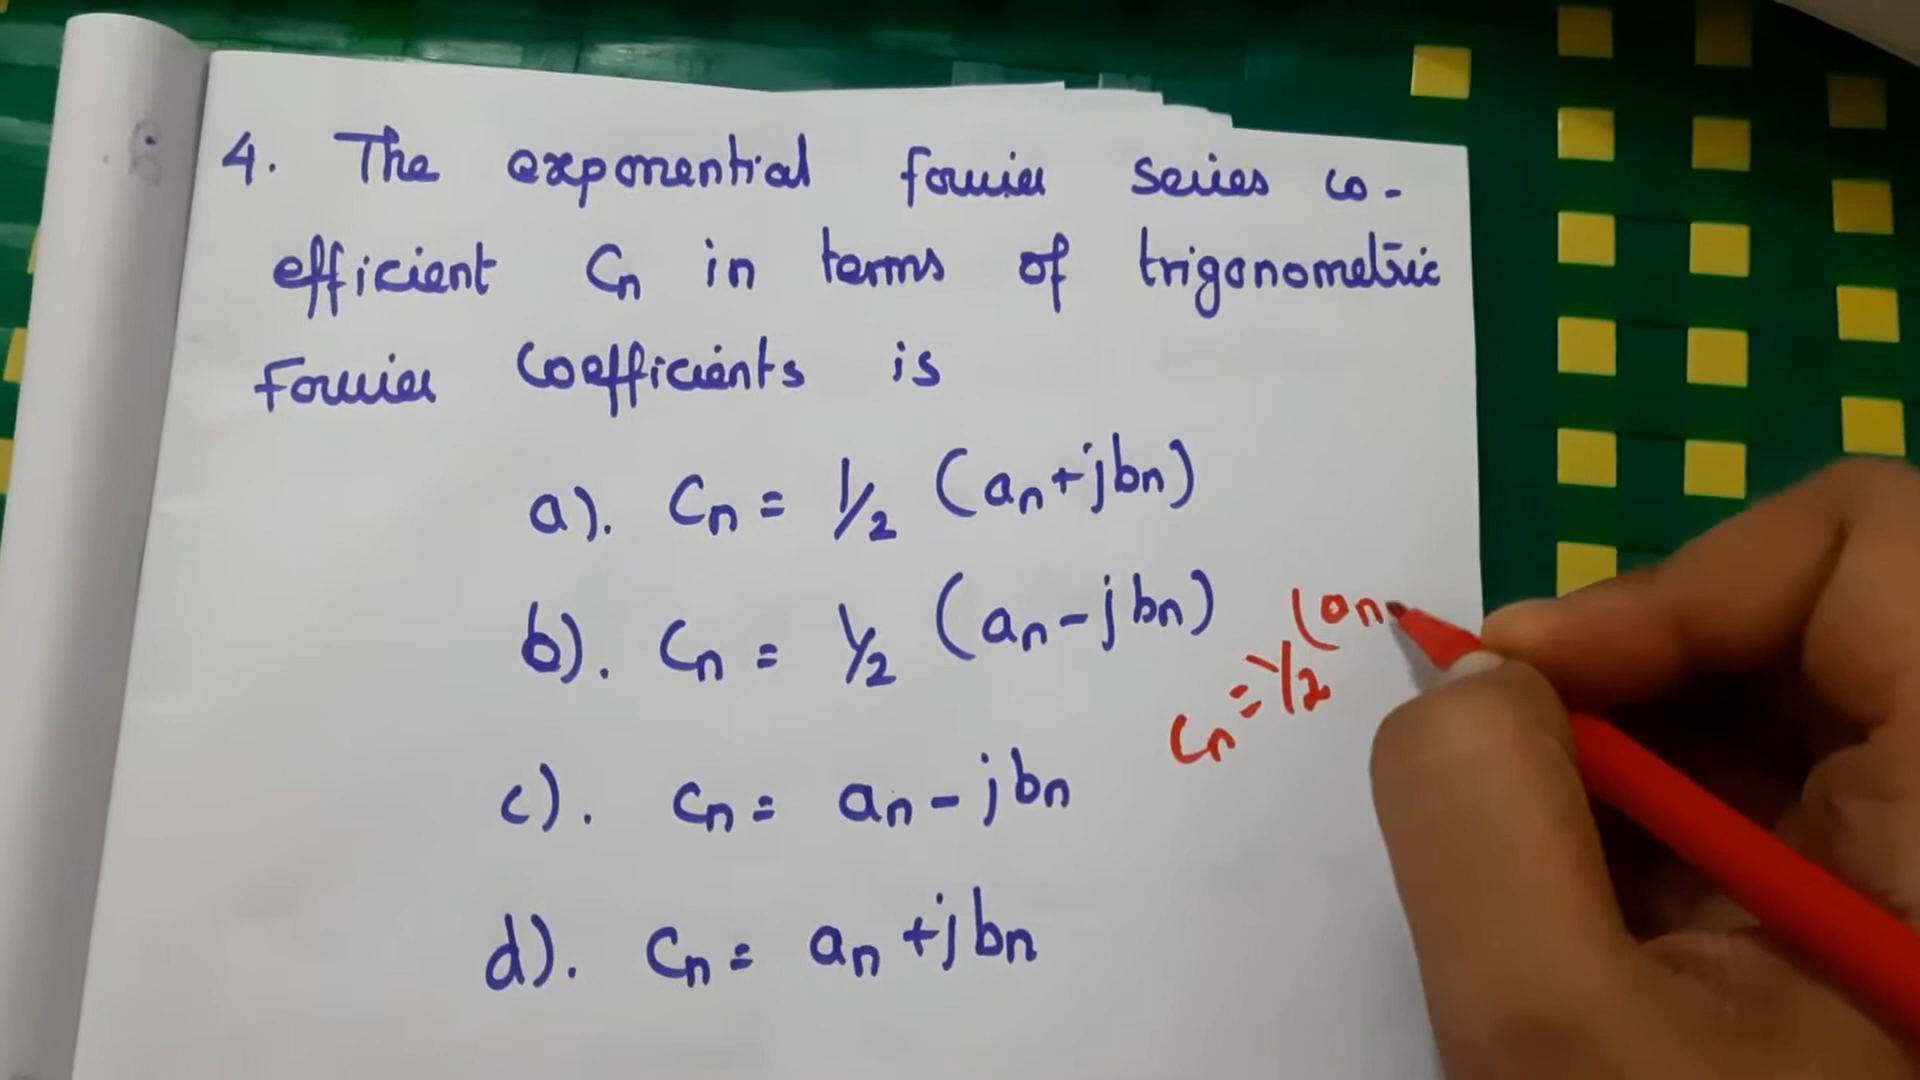 4. The exponential fourier series co-
efficient Cn in terms of trigonometric
Fourier Coefficients is
a). Cn = 1/2 (an+jbn)
b). Cn = 1/2 (an-jbn)
Cn = 1/2 (an
c). Cn = an-jbn
d). Cn = an+jbn